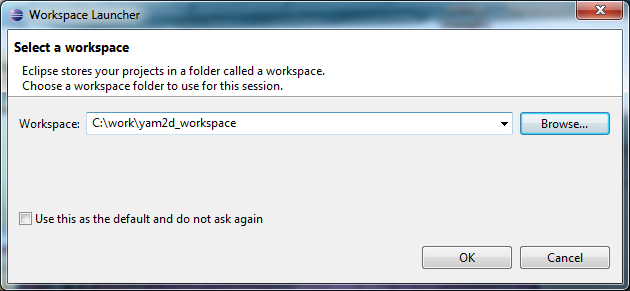 Workspace Launcher
Select a workspace
Eclipse stores your projects in a folder called a workspace.
Choose a workspace folder to use for this session.
Workspace: C:\work\yam2d_workspace Browse...
Use this as the default and do not ask again
OK Cancel